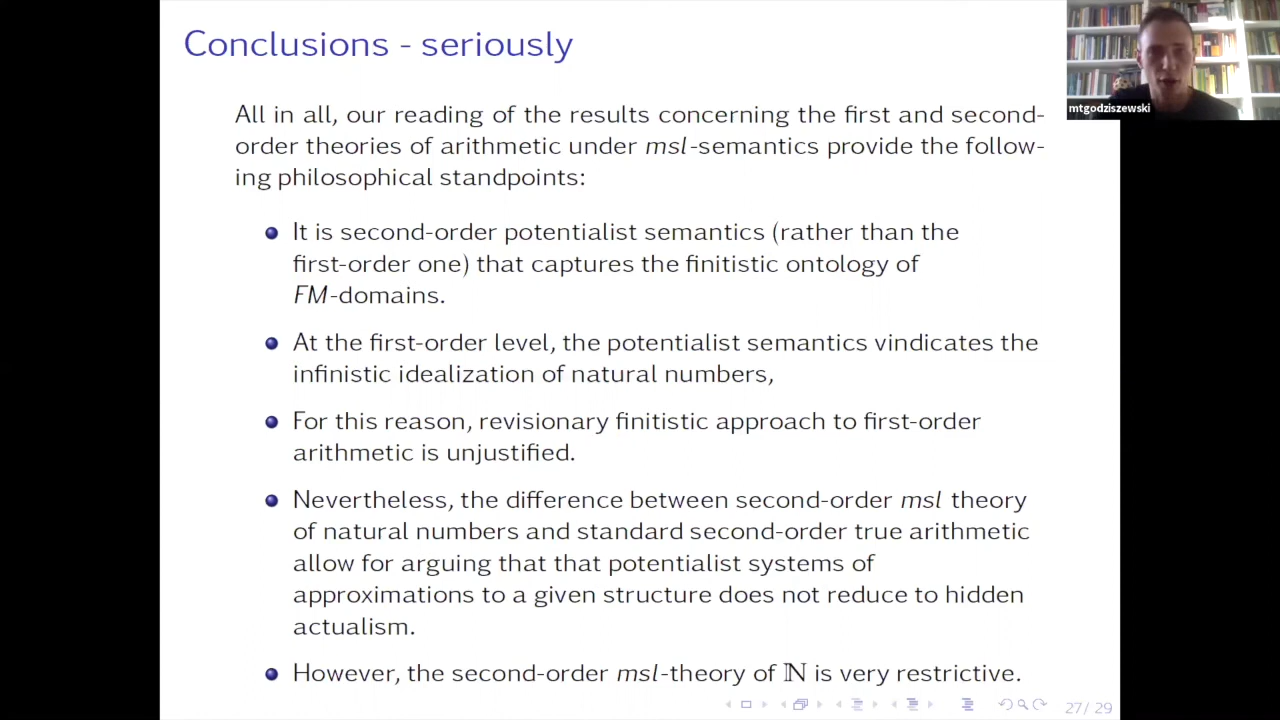 Conclusions - seriously
mtgodziszewski
All in all, our reading of the results concerning the first and second-
order theories of arithmetic under msl-semantics provide the follow-
ing philosophical standpoints:
It is second-order potentialist semantics (rather than the
first-order one) that captures the finitistic ontology of
FM-domains.
At the first-order level, the potentialist semantics vindicates the
infinistic idealization of natural numbers,
For this reason, revisionary finitistic approach to first-order
arithmetic is unjustified.
Nevertheless, the difference between second-order msl theory
of natural numbers and standard second-order true arithmetic
allow for arguing that that potentialist systems of
approximations to a given structure does not reduce to hidden
actualism.
However, the second-order msl-theory of ℕ is very restrictive.
27/29